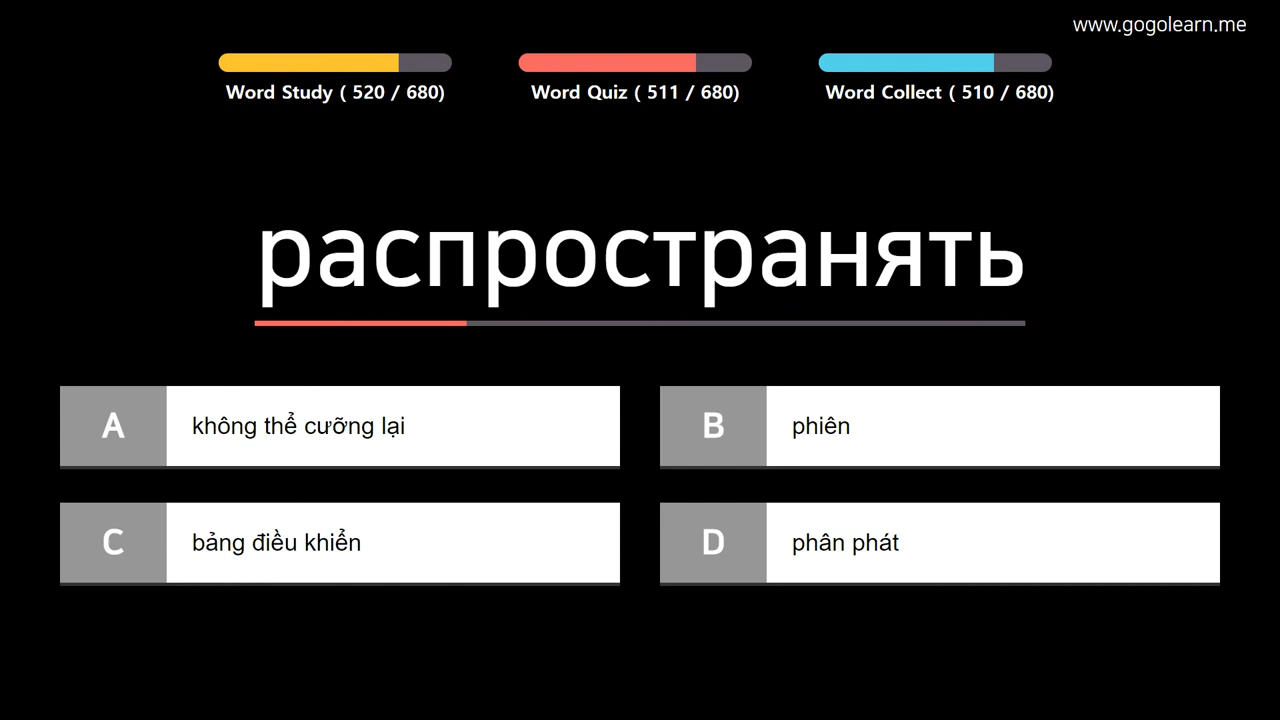 www.gogolearn.me
Word Study ( 520 / 680)
Word Quiz ( 511 / 680)
Word Collect ( 510 / 680)
распространять
A
không thể cưỡng lại
B
phiên
C
bảng điều khiển
D
phân phát